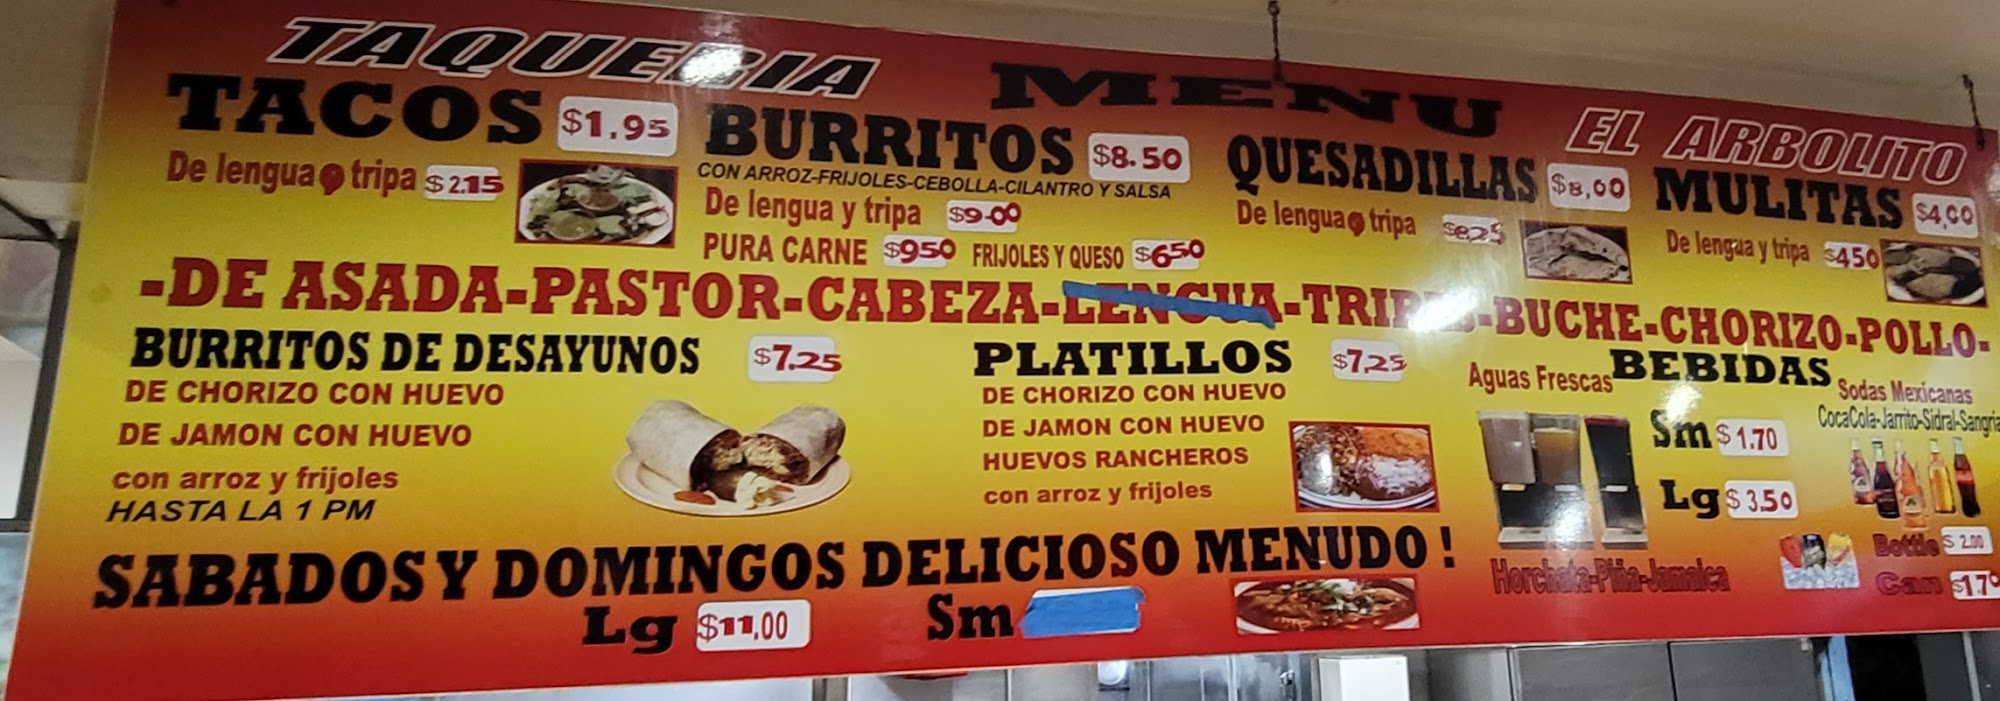 TAQUERIA
MENU
EL ARBOLITO
TACOS $1.95
De lengua o tripa $2.15
BURRITOS $8.50
CON ARROZ-FRIJOLES-CEBOLLA-CILANTRO Y SALSA
De lengua y tripa $9.00
PURA CARNE $9.50 FRIJOLES Y QUESO $6.50
QUESADILLAS $8.00
De lengua o tripa $8.25
MULITAS $4.00
De lengua y tripa $4.50
-DE ASADA-PASTOR-CABEZA-LENGUA-TRIPA-BUCHE-CHORIZO-POLLO-
BURRITOS DE DESAYUNOS $7.25
DE CHORIZO CON HUEVO
DE JAMON CON HUEVO
con arroz y frijoles
HASTA LA 1 PM
PLATILLOS $7.25
DE CHORIZO CON HUEVO
DE JAMON CON HUEVO
HUEVOS RANCHEROS
con arroz y frijoles
BEBIDAS
Aguas Frescas
Sm $1.70
Lg $3.50
Horchata-Piña-Jamaica
Sodas Mexicanas
CocaCola-Jarrito-Sidral-Sangria
Bottle $2.00
Can $1.70
SABADOS Y DOMINGOS DELICIOSO MENUDO !
Lg $11.00 Sm